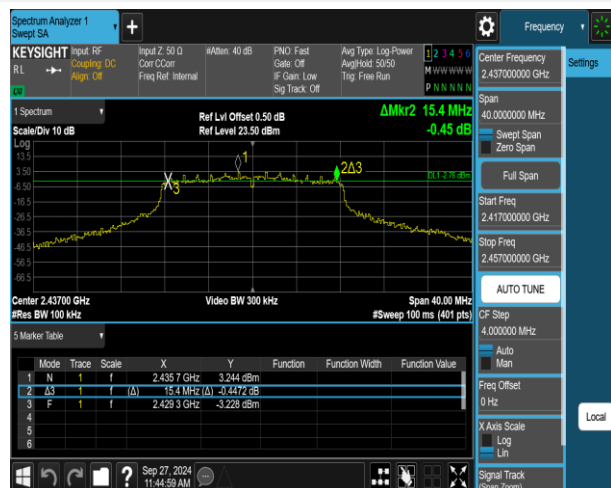 Spectrum Analyzer 1
Swept SA
Frequency
KEYSIGHT
RL
Input: RF
Coupling: DC
Align: Off
Input Z: 50 Ω
Corr CCorr
Freq Ref: Internal
#Atten: 40 dB
PNO: Fast
Gate: Off
IF Gain: Low
Sig Track: Off
Avg Type: Log-Power
Avg|Hold: 50/50
Trig: Free Run
1 2 3 4 5 6
M W W W W W
P N N N N N
Center Frequency
2.437000000 GHz
Settings
Span
40.0000000 MHz
Swept Span
Zero Span
Full Span
Start Freq
2.417000000 GHz
Stop Freq
2.457000000 GHz
AUTO TUNE
CF Step
4.000000 MHz
Auto
Man
Freq Offset
0 Hz
X Axis Scale
Log
Lin
Signal Track
(Span Zoom)
Local
1 Spectrum
Scale/Div 10 dB
Ref Lvl Offset 0.50 dB
Ref Level 23.50 dBm
ΔMkr2 15.4 MHz
-0.45 dB
Log
13.5
3.50
-6.50
-16.5
-26.5
-36.5
-46.5
-56.5
-66.5
1
2Δ3
3
DL1 -2.76 dBm
Center 2.43700 GHz
#Res BW 100 kHz
Video BW 300 kHz
Span 40.00 MHz
#Sweep 100 ms (401 pts)
5 Marker Table
Mode Trace Scale X Y Function Function Width Function Value
1 N 1 f 2.435 7 GHz 3.244 dBm
2 Δ3 1 f (Δ) 15.4 MHz (Δ) -0.4472 dB
3 F 1 f 2.429 3 GHz -3.228 dBm
4
5
6
?
Sep 27, 2024
11:44:59 AM